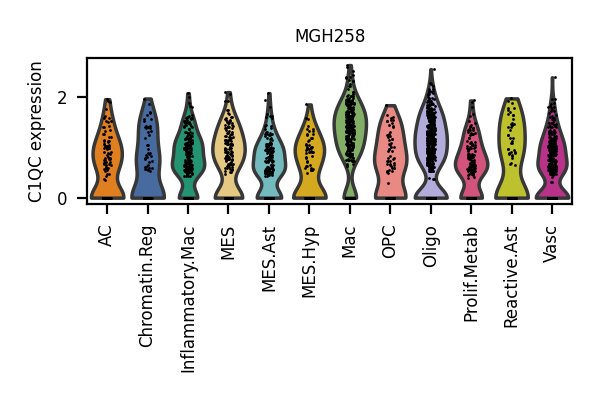 MGH258
C1QC expression
2
0
AC
Chromatin.Reg
Inflammatory.Mac
MES
MES.Ast
MES.Hyp
Mac
OPC
Oligo
Prolif.Metab
Reactive.Ast
Vasc